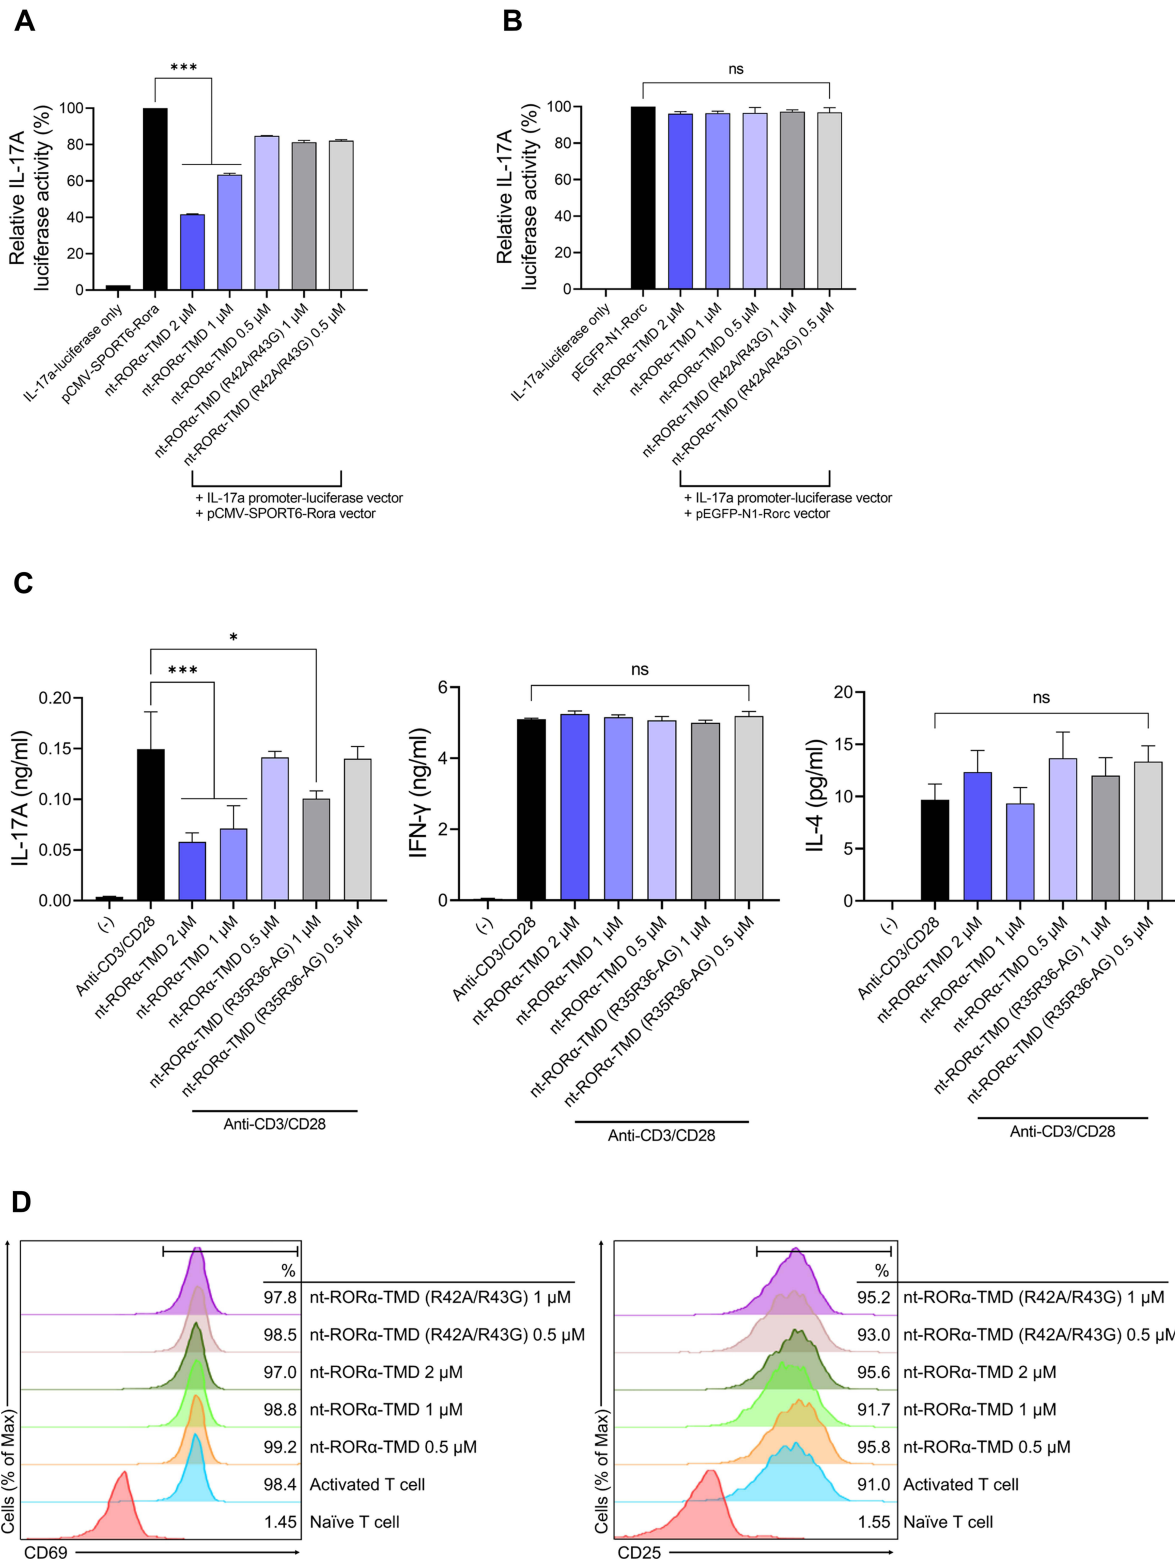 A
Relative IL-17A
luciferase activity (%)
100
80
60
40
20
0
***
IL-17a-luciferase only
pCMV-SPORT6-Rora
nt-RORα-TMD 2 μM
nt-RORα-TMD 1 μM
nt-RORα-TMD 0.5 μM
nt-RORα-TMD (R42A/R43G) 1 μM
nt-RORα-TMD (R42A/R43G) 0.5 μM
+ IL-17a promoter-luciferase vector
+ pCMV-SPORT6-Rora vector
B
Relative IL-17A
luciferase activity (%)
100
80
60
40
20
0
ns
IL-17a-luciferase only
pEGFP-N1-Rorc
nt-RORα-TMD 2 μM
nt-RORα-TMD 1 μM
nt-RORα-TMD 0.5 μM
nt-RORα-TMD (R42A/R43G) 1 μM
nt-RORα-TMD (R42A/R43G) 0.5 μM
+ IL-17a promoter-luciferase vector
+ pEGFP-N1-Rorc vector
C
IL-17A (ng/ml)
0.20
0.15
0.10
0.05
0.00
*
***
(-)
Anti-CD3/CD28
nt-RORα-TMD 2 μM
nt-RORα-TMD 1 μM
nt-RORα-TMD 0.5 μM
nt-RORα-TMD (R35R36-AG) 1 μM
nt-RORα-TMD (R35R36-AG) 0.5 μM
Anti-CD3/CD28
IFN-γ (ng/ml)
6
4
2
0
ns
(-)
Anti-CD3/CD28
nt-RORα-TMD 2 μM
nt-RORα-TMD 1 μM
nt-RORα-TMD 0.5 μM
nt-RORα-TMD (R35R36-AG) 1 μM
nt-RORα-TMD (R35R36-AG) 0.5 μM
Anti-CD3/CD28
IL-4 (pg/ml)
20
15
10
5
0
ns
(-)
Anti-CD3/CD28
nt-RORα-TMD 2 μM
nt-RORα-TMD 1 μM
nt-RORα-TMD 0.5 μM
nt-RORα-TMD (R35R36-AG) 1 μM
nt-RORα-TMD (R35R36-AG) 0.5 μM
Anti-CD3/CD28
D
Cells (% of Max)
%
97.8 nt-RORα-TMD (R42A/R43G) 1 μM
98.5 nt-RORα-TMD (R42A/R43G) 0.5 μM
97.0 nt-RORα-TMD 2 μM
98.8 nt-RORα-TMD 1 μM
99.2 nt-RORα-TMD 0.5 μM
98.4 Activated T cell
1.45 Naïve T cell
CD69
Cells (% of Max)
%
95.2 nt-RORα-TMD (R42A/R43G) 1 μM
93.0 nt-RORα-TMD (R42A/R43G) 0.5 μM
95.6 nt-RORα-TMD 2 μM
91.7 nt-RORα-TMD 1 μM
95.8 nt-RORα-TMD 0.5 μM
91.0 Activated T cell
1.55 Naïve T cell
CD25